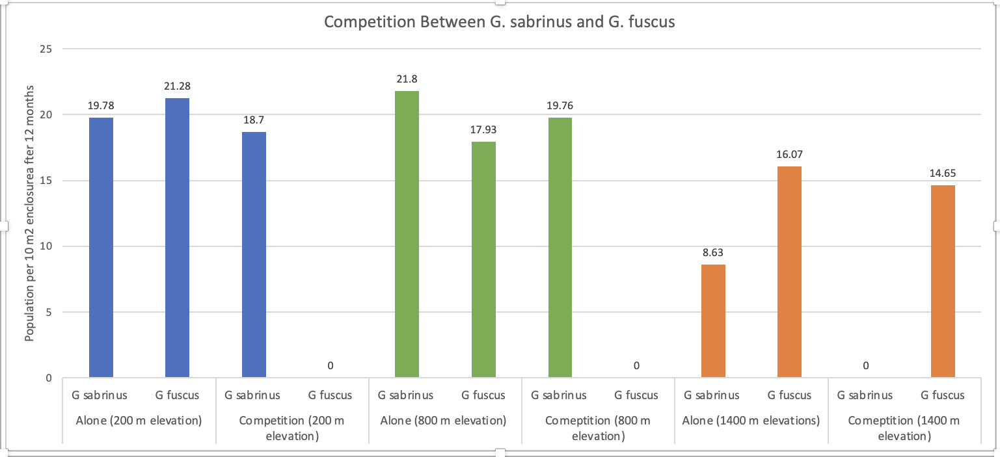 Competition Between G. sabrinus and G. fuscus
Population per 10 m2 enclosurea fter 12 months
25
20
15
10
5
0
19.78
21.28
18.7
0
21.8
17.93
19.76
0
8.63
16.07
0
14.65
G sabrinus G fuscus G sabrinus G fuscus G sabrinus G fuscus G sabrinus G fuscus G sabrinus G fuscus G sabrinus G fuscus
Alone (200 m elevation)
Competition (200 m
elevation)
Alone (800 m elevation)
Comeptition (800 m
elevation)
Alone (1400 m elevations)
Comeptition (1400 m
elevation)